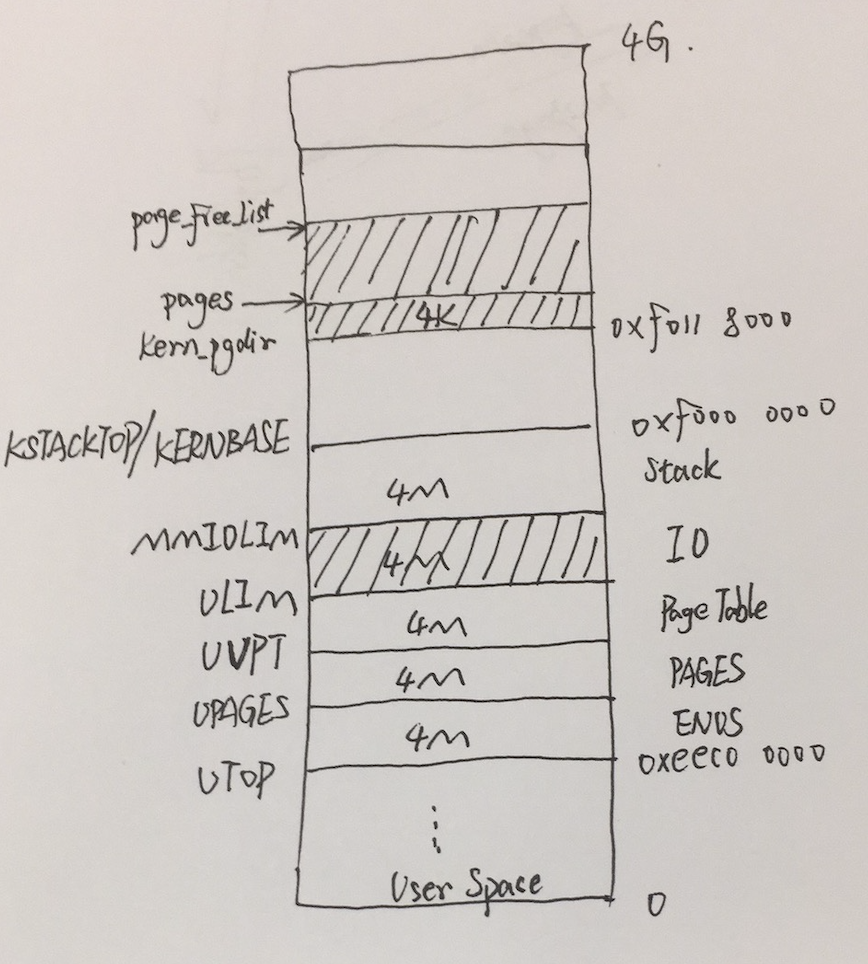 4G.
page_free_list
pages
4K
0xf011 8000
kern_pgdir
0xf000 0000
KSTACKTOP/KERNBASE
Stack
4M
MMIOLIM
4M
IO
ULIM
4M
Page Table
UVPT
4M
PAGES
UPAGES
4M
ENVS
0xeec0 0000
UTOP
User Space
0